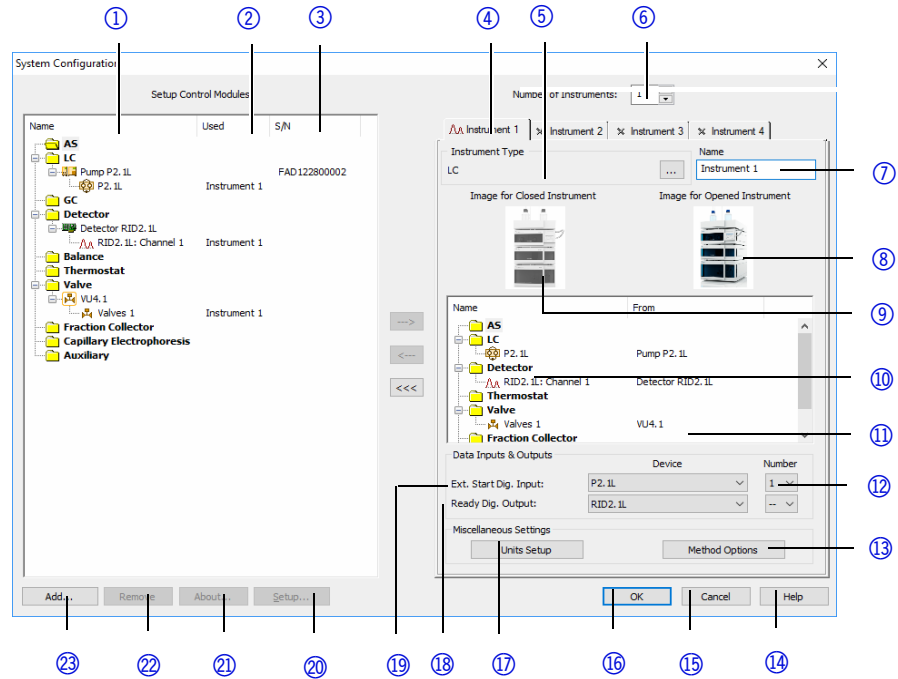 ① ② ③ ④ ⑤ ⑥
System Configuration
Setup Control Modules
Number of Instruments: 1
Name Used S/N
AS
LC
Pump P2.1L FAD122800002
P2.1L Instrument 1
GC
Detector
Detector RID2.1L
RID2.1L: Channel 1 Instrument 1
Balance
Thermostat
Valve
VU4.1
Valves 1 Instrument 1
Fraction Collector
Capillary Electrophoresis
Auxiliary
--->
<---
<<<
Instrument 1 Instrument 2 Instrument 3 Instrument 4
Instrument Type
LC ...
Name
Instrument 1
⑦
Image for Closed Instrument Image for Opened Instrument
⑧
⑨
Name From
AS
LC
P2.1L Pump P2.1L
Detector
RID2.1L: Channel 1 Detector RID2.1L
⑩
Thermostat
Valve
Valves 1 VU4.1
⑪
Fraction Collector
Data Inputs & Outputs
Device Number
Ext. Start Dig. Input: P2.1L 1
⑫
Ready Dig. Output: RID2.1L --
Miscellaneous Settings
Units Setup Method Options
⑬
Add... Remove About... Setup... OK Cancel Help
㉓ ㉒ ㉑ ⑳ ⑲ ⑱ ⑰ ⑯ ⑮ ⑭